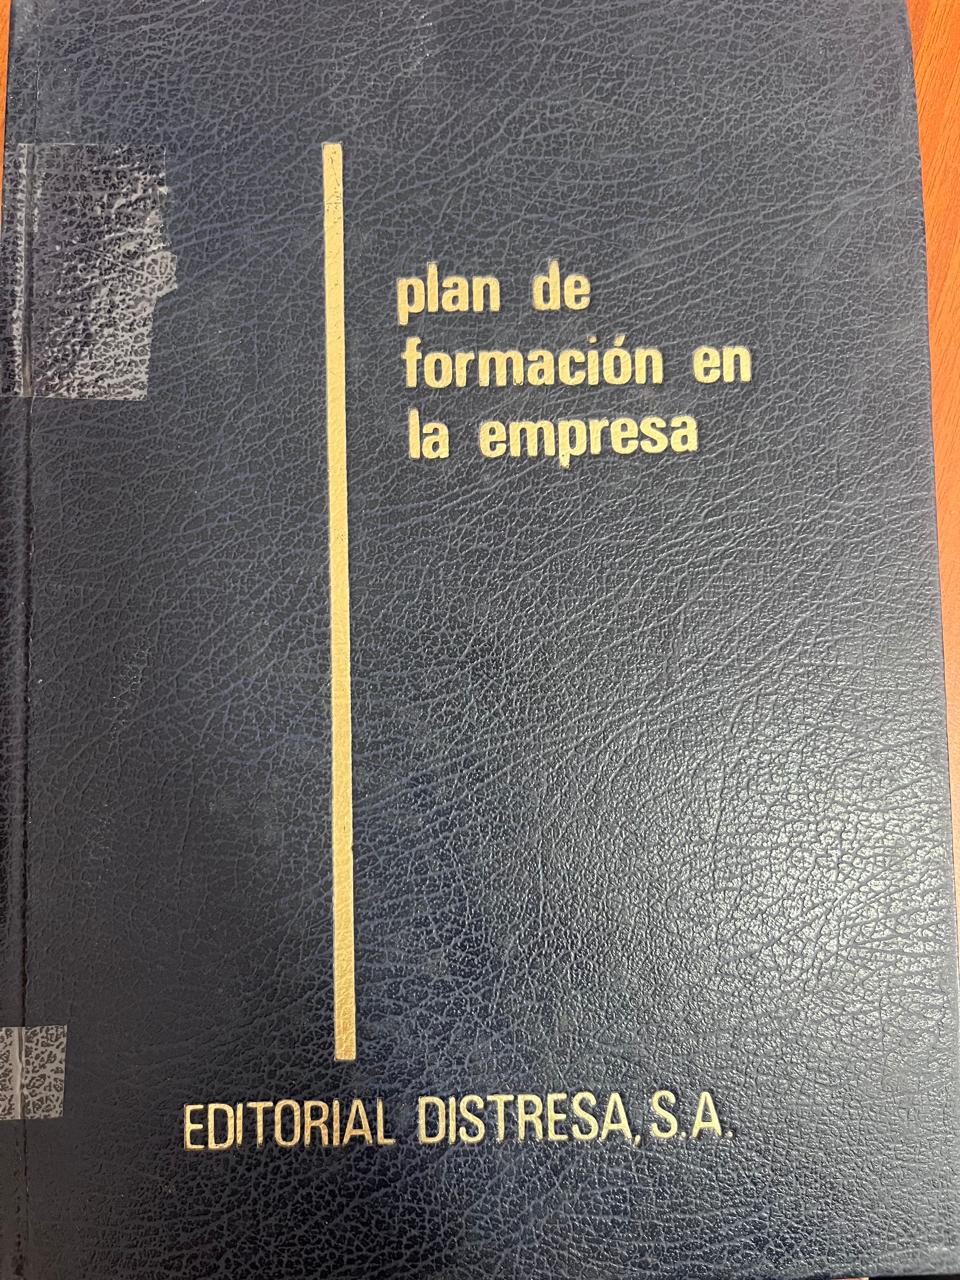 plan de
formación en
la empresa
EDITORIAL DISTRESA, S.A.